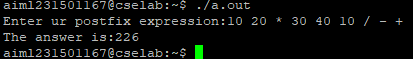 aiml231501167@cselab:~$ ./a.out
Enter ur postfix expression:10 20 * 30 40 10 / - +
The answer is:226
aiml231501167@cselab:~$